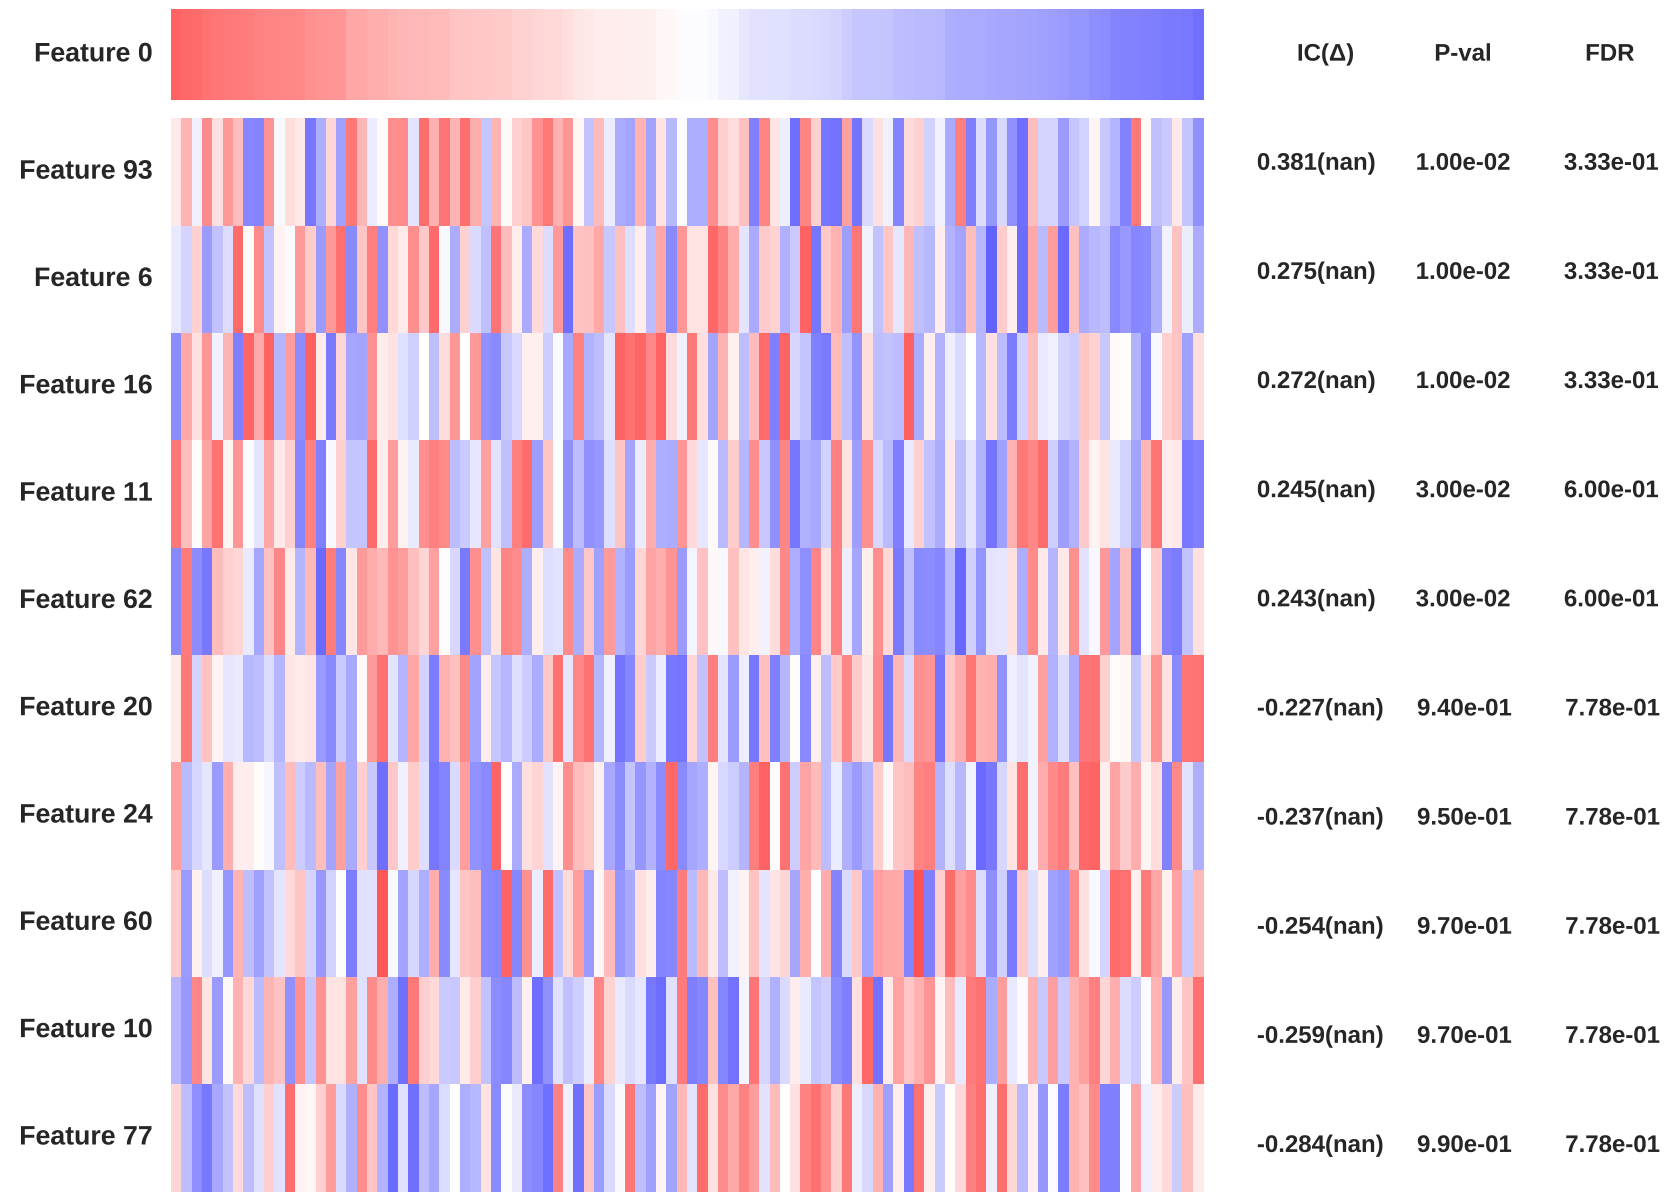 Feature 0 IC(Δ) P-val FDR
Feature 93 0.381(nan) 1.00e-02 3.33e-01
Feature 6 0.275(nan) 1.00e-02 3.33e-01
Feature 16 0.272(nan) 1.00e-02 3.33e-01
Feature 11 0.245(nan) 3.00e-02 6.00e-01
Feature 62 0.243(nan) 3.00e-02 6.00e-01
Feature 20 -0.227(nan) 9.40e-01 7.78e-01
Feature 24 -0.237(nan) 9.50e-01 7.78e-01
Feature 60 -0.254(nan) 9.70e-01 7.78e-01
Feature 10 -0.259(nan) 9.70e-01 7.78e-01
Feature 77 -0.284(nan) 9.90e-01 7.78e-01